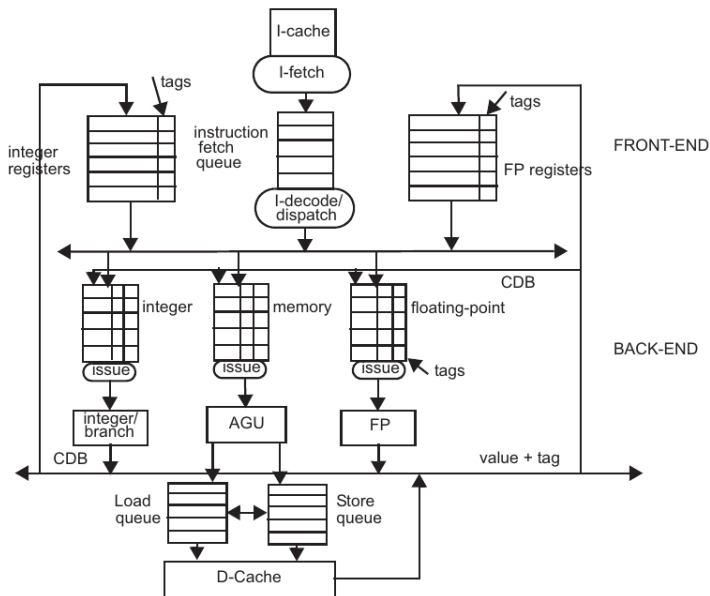 I-cache
I-fetch
tags
tags
integer
registers
instruction
fetch
queue
FP registers
FRONT-END
I-decode/
dispatch
CDB
integer
memory
floating-point
BACK-END
issue
issue
issue
tags
integer/
branch
AGU
FP
CDB
value + tag
Load
queue
Store
queue
D-Cache